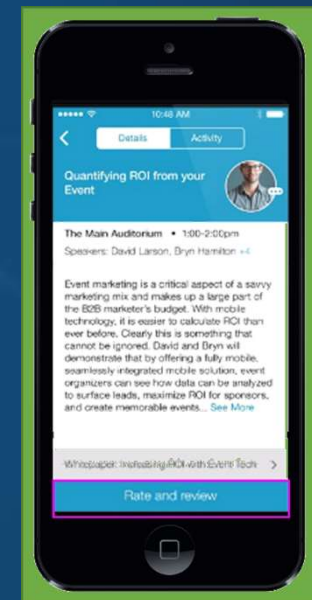 10:48 AM
Details
Activity
Quantifying ROI from your
Event
The Main Auditorium • 1:00-2:00pm
Speakers: David Larson, Bryn Hamilton +4
Event marketing is a critical aspect of a savvy
marketing mix and makes up a large part of
the B2B marketer's budget. With mobile
technology, it is easier to calculate ROI than
ever before. Clearly this is something that
cannot be ignored. David and Bryn will
demonstrate that by offering a fully mobile,
seamlessly integrated mobile solution, event
organizers can see how data can be analyzed
to surface leads, maximize ROI for sponsors,
and create memorable events... See More
Whitepaper: Increasing ROI with Event Tech
Rate and review